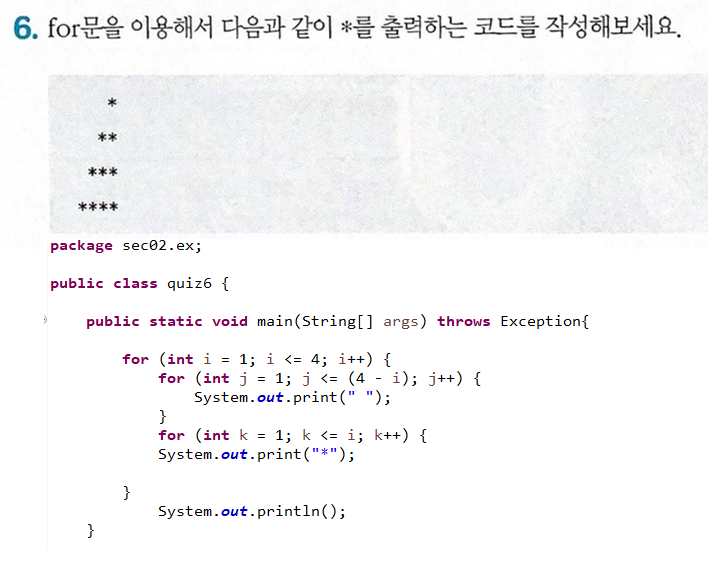 6. for문을 이용해서 다음과 같이 *를 출력하는 코드를 작성해보세요.
*
**
***
****
package sec02.ex;
public class quiz6 {
public static void main(String[] args) throws Exception{
for (int i = 1; i <= 4; i++) {
for (int j = 1; j <= (4 - i); j++) {
System.out.print(" ");
}
for (int k = 1; k <= i; k++) {
System.out.print("*");
}
System.out.println();
}